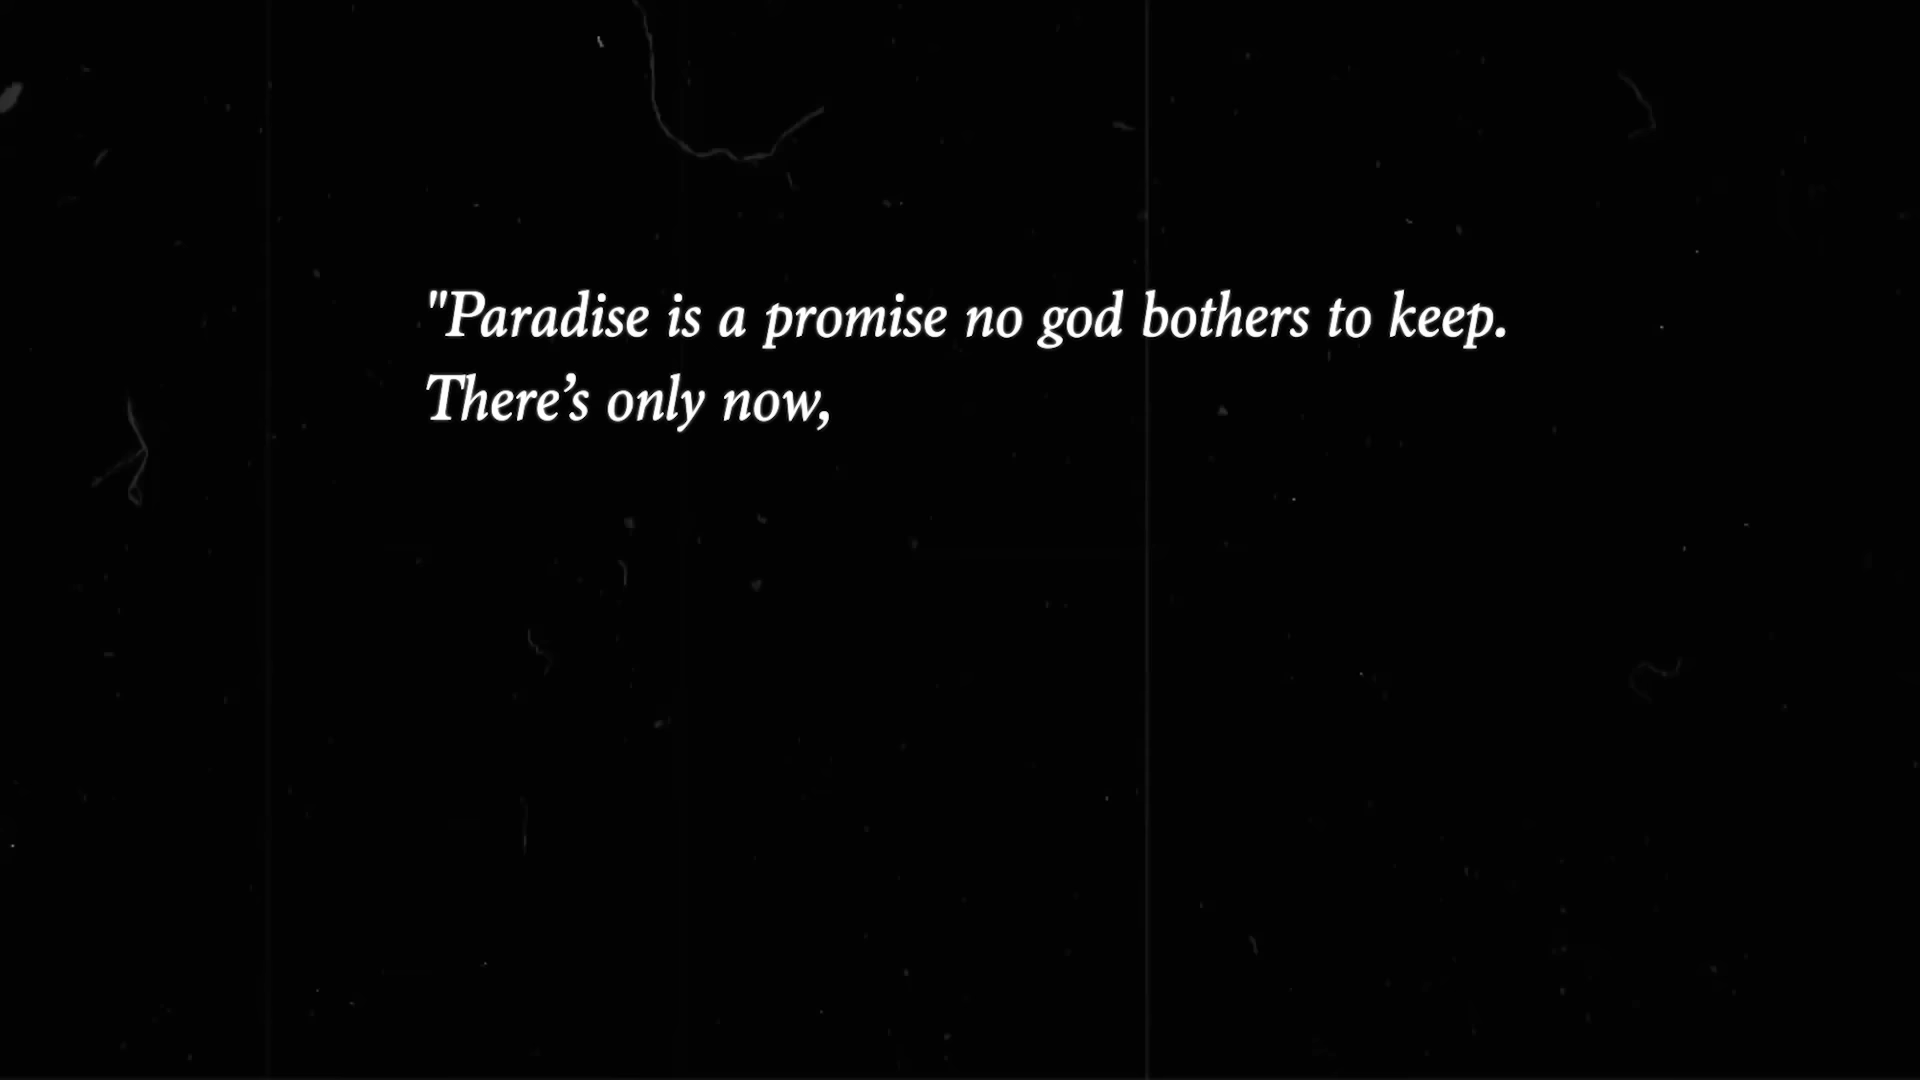 "Paradise is a promise no god bothers to keep.
There’s only now,